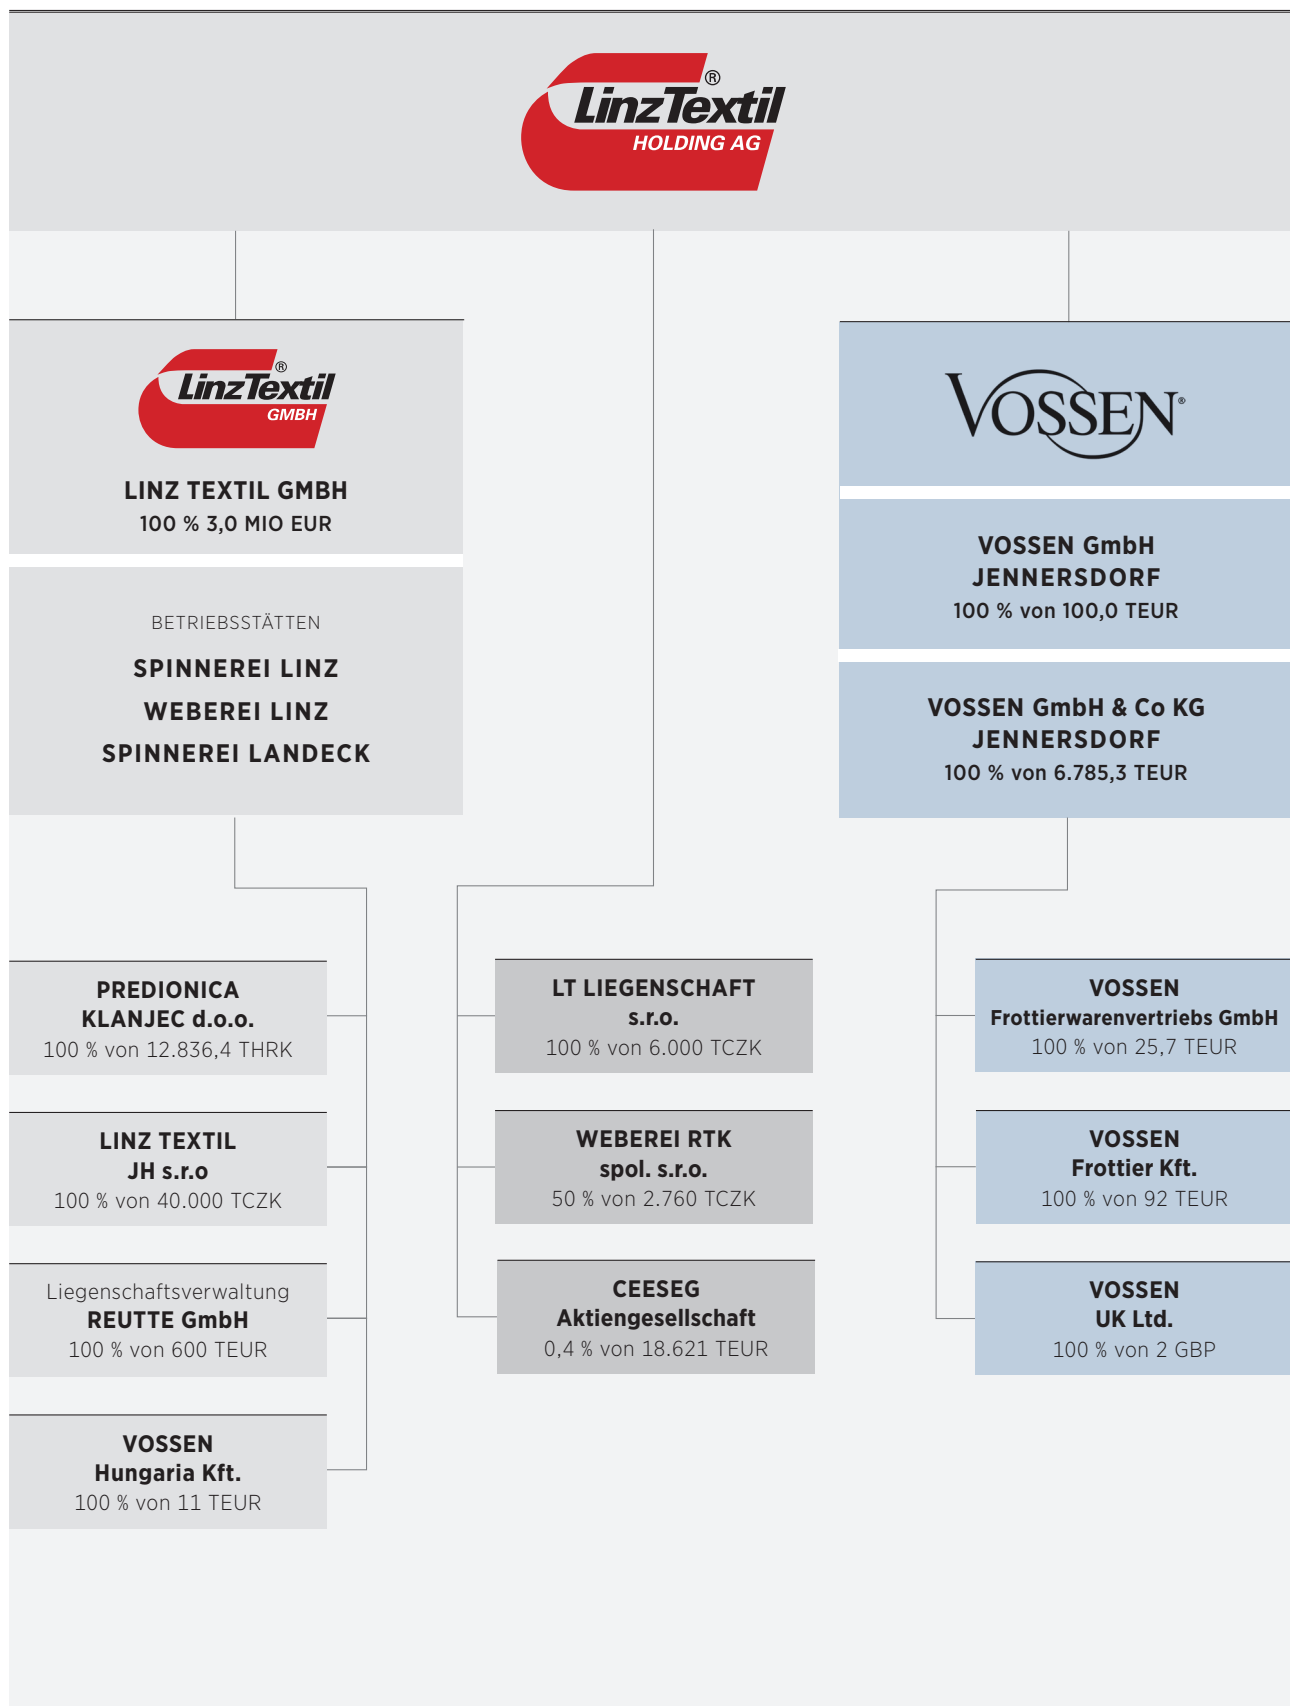 LinzTextil®
HOLDING AG
LinzTextil®
GMBH
LINZ TEXTIL GMBH
100 % 3,0 MIO EUR
BETRIEBSSTÄTTEN
SPINNEREI LINZ
WEBEREI LINZ
SPINNEREI LANDECK
VOSSEN®
VOSSEN GmbH
JENNERSDORF
100 % von 100,0 TEUR
VOSSEN GmbH & Co KG
JENNERSDORF
100 % von 6.785,3 TEUR
PREDIONICA
KLANJEC d.o.o.
100 % von 12.836,4 THRK
LINZ TEXTIL
JH s.r.o
100 % von 40.000 TCZK
Liegenschaftsverwaltung
REUTTE GmbH
100 % von 600 TEUR
VOSSEN
Hungaria Kft.
100 % von 11 TEUR
LT LIEGENSCHAFT
s.r.o.
100 % von 6.000 TCZK
WEBEREI RTK
spol. s.r.o.
50 % von 2.760 TCZK
CEESEG
Aktiengesellschaft
0,4 % von 18.621 TEUR
VOSSEN
Frottierwarenvertriebs GmbH
100 % von 25,7 TEUR
VOSSEN
Frottier Kft.
100 % von 92 TEUR
VOSSEN
UK Ltd.
100 % von 2 GBP